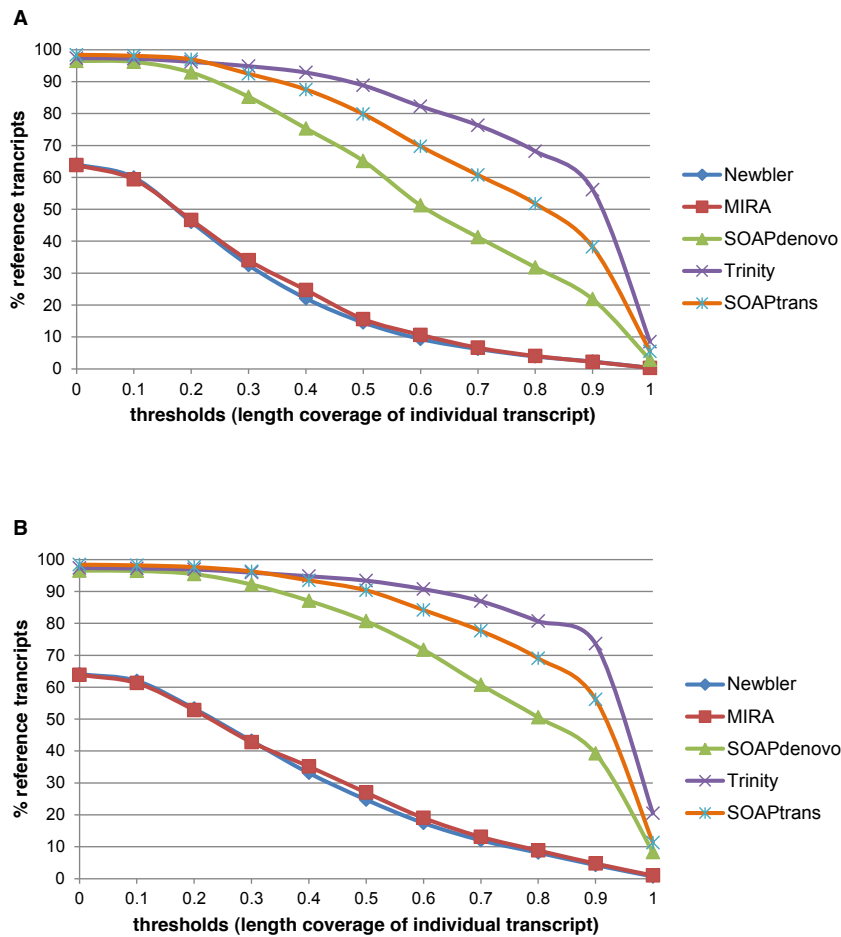 A
100
90
80
70
60
50
40
30
20
10
0
% reference trancripts
0 0.1 0.2 0.3 0.4 0.5 0.6 0.7 0.8 0.9 1
thresholds (length coverage of individual transcript)
Newbler
MIRA
SOAPdenovo
Trinity
SOAPtrans
B
100
90
80
70
60
50
40
30
20
10
0
% reference trancripts
0 0.1 0.2 0.3 0.4 0.5 0.6 0.7 0.8 0.9 1
thresholds (length coverage of individual transcript)
Newbler
MIRA
SOAPdenovo
Trinity
SOAPtrans